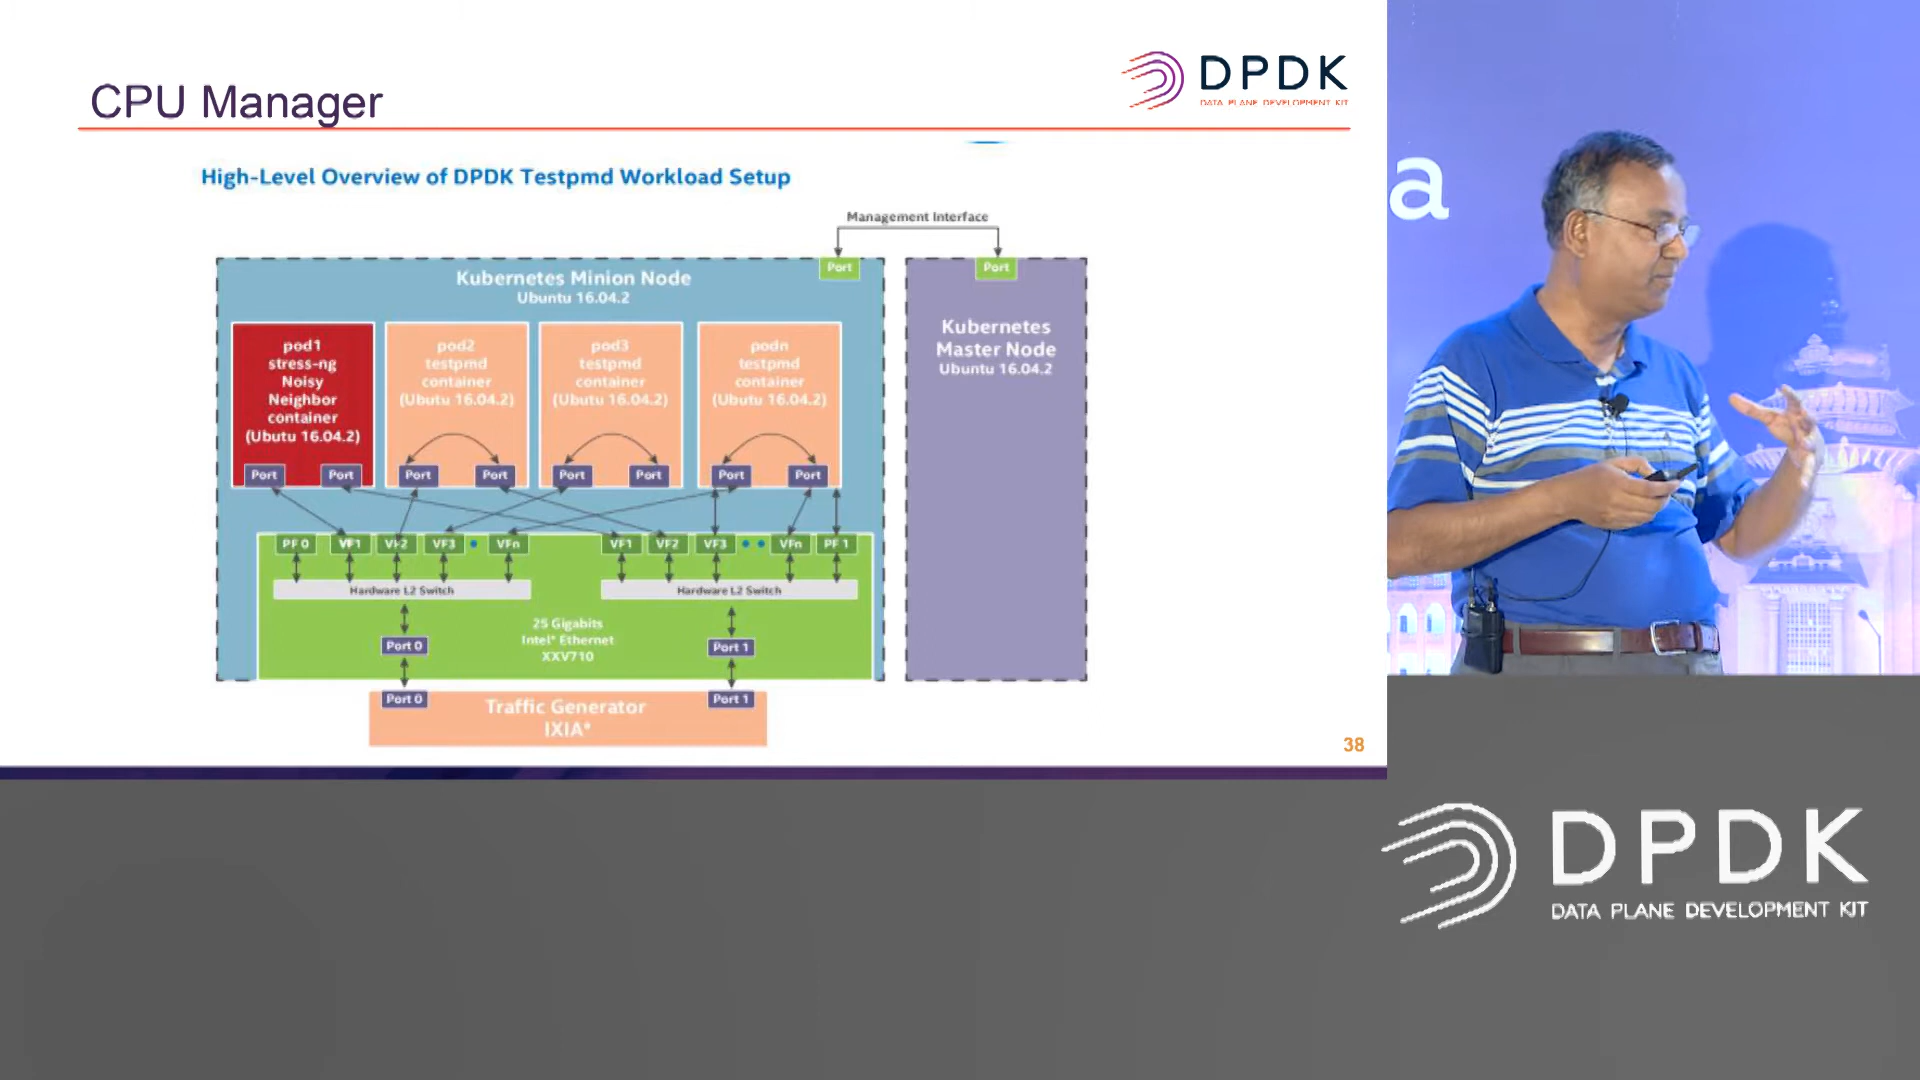 DPDK
DATA PLANE DEVELOPMENT KIT
CPU Manager
High-Level Overview of DPDK Testpmd Workload Setup
Management Interface
Port
Port
Kubernetes Minion Node
Ubuntu 16.04.2
pod1
stress-ng
Noisy
Neighbor
container
(Ubutu 16.04.2)
Port Port
pod2
testpmd
container
(Ubutu 16.04.2)
Port Port
pod3
testpmd
container
(Ubutu 16.04.2)
Port Port
podn
testpmd
container
(Ubutu 16.04.2)
Port Port
Kubernetes
Master Node
Ubuntu 16.04.2
PF 0 VF1 VF2 VF3 VFn VF1 VF2 VF3 VFn PF 1
Hardware L2 Switch Hardware L2 Switch
25 Gigabits
Intel® Ethernet
XXV710
Port 0 Port 1
Port 0 Port 1
Traffic Generator
IXIA*
38
a
DPDK
DATA PLANE DEVELOPMENT KIT